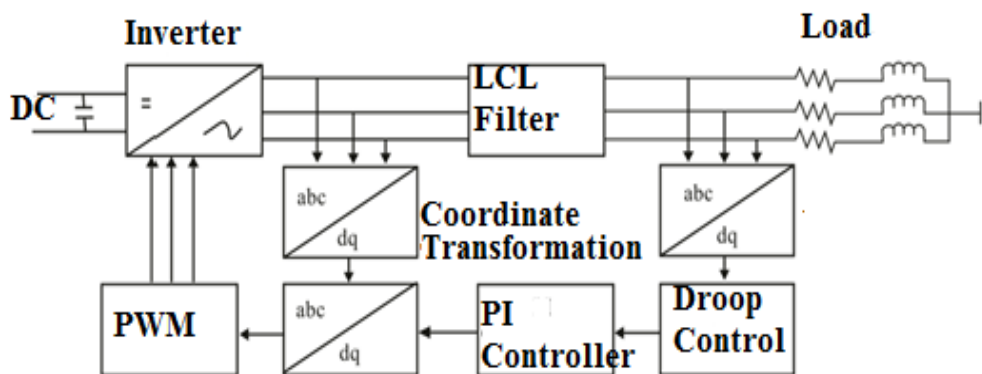 Inverter
Load
DC
=
LCL
Filter
abc
dq
Coordinate
Transformation
abc
dq
PWM
abc
dq
PI
Controller
Droop
Control